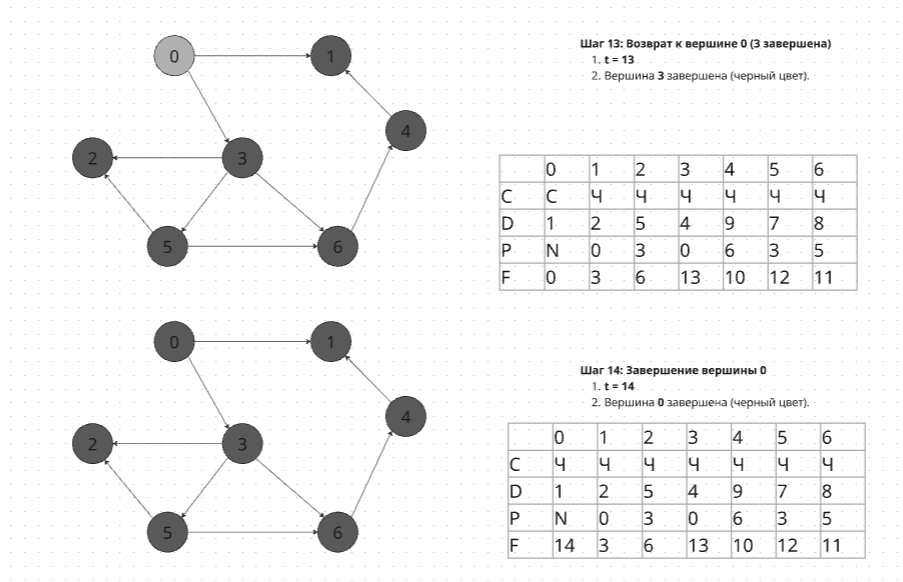 0
1
4
2
3
5
6
Шаг 13: Возврат к вершине 0 (3 завершена)
1. t = 13
2. Вершина 3 завершена (черный цвет).
0 1 2 3 4 5 6
С С Ч Ч Ч Ч Ч Ч
D 1 2 5 4 9 7 8
P N 0 3 0 6 3 5
F 0 3 6 13 10 12 11
0
1
4
2
3
5
6
Шаг 14: Завершение вершины 0
1. t = 14
2. Вершина 0 завершена (черный цвет).
0 1 2 3 4 5 6
С Ч Ч Ч Ч Ч Ч Ч
D 1 2 5 4 9 7 8
P N 0 3 0 6 3 5
F 14 3 6 13 10 12 11